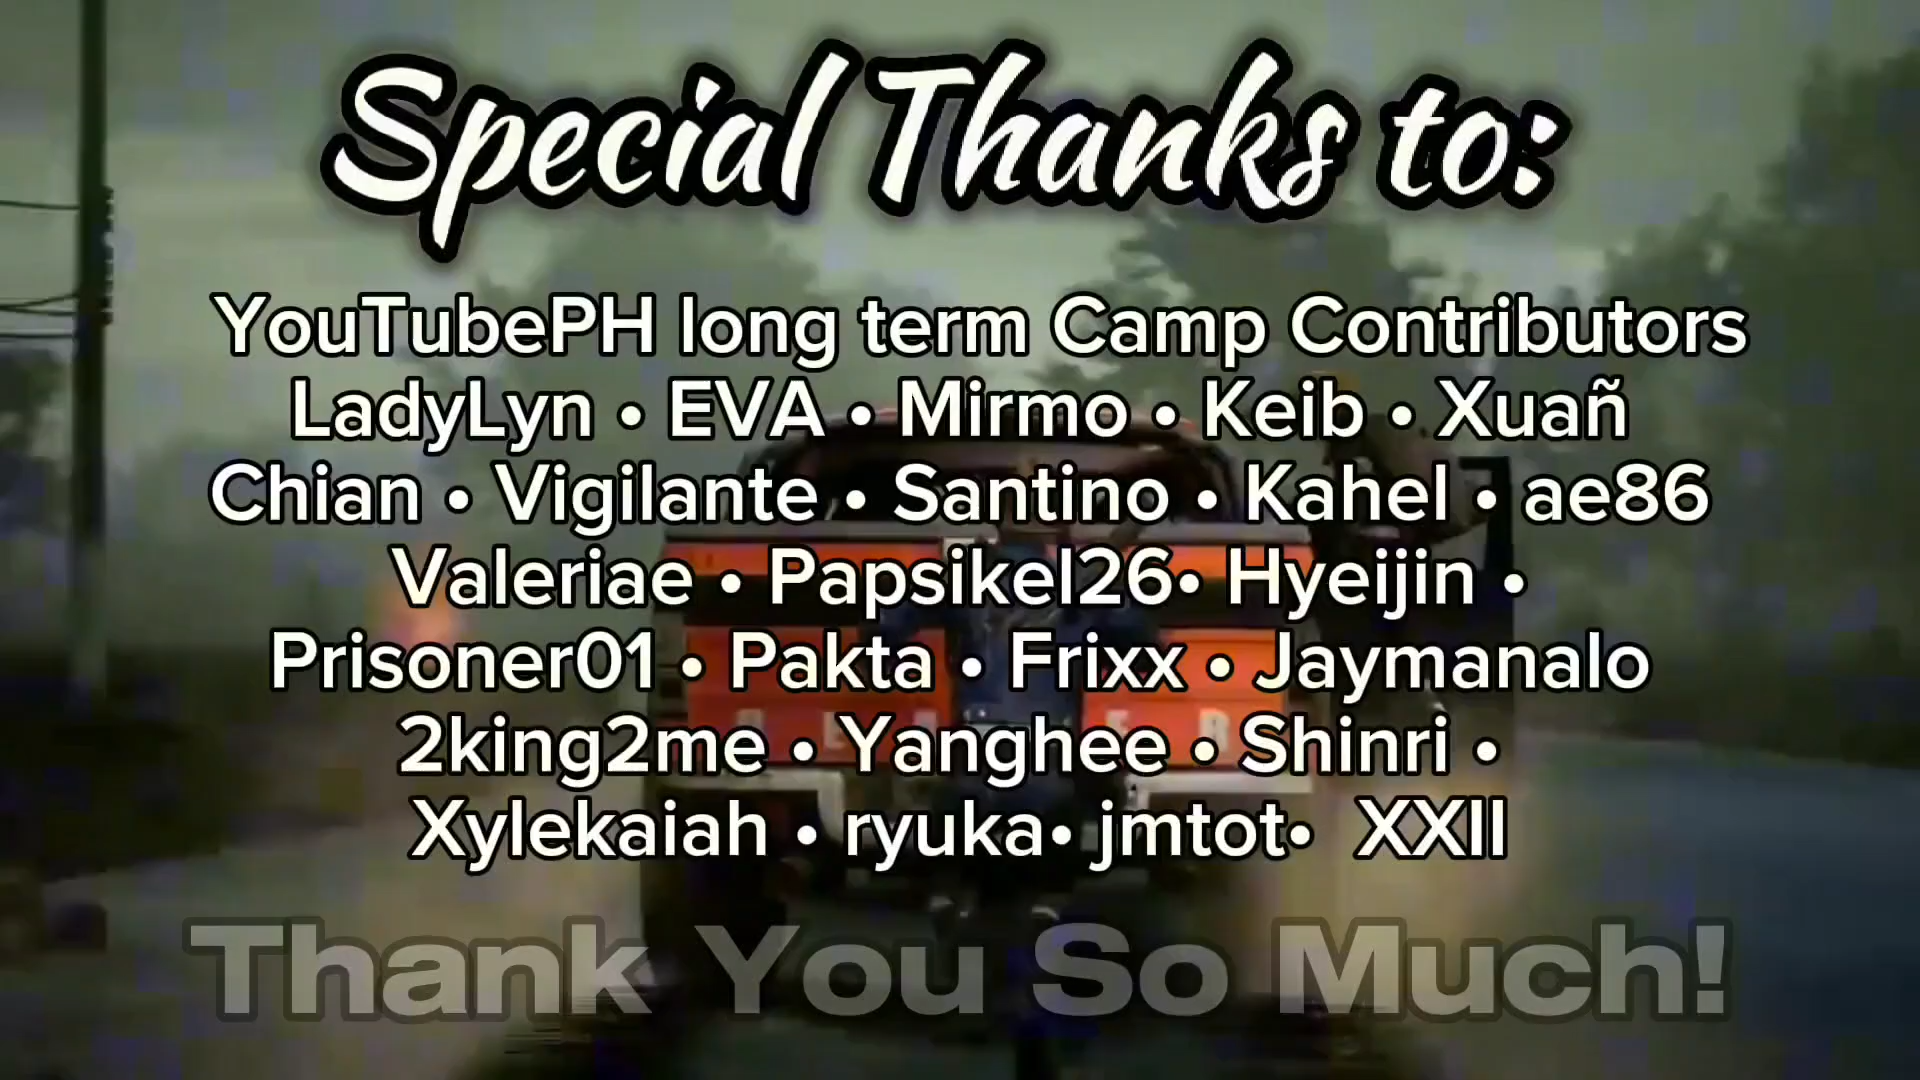 Special Thanks to:
YouTubePH long term Camp Contributors
LadyLyn • EVA • Mirmo • Keib • Xuañ
Chian • Vigilante • Santino • Kahel • ae86
Valeriae • Papsikel26• Hyeijin •
Prisoner01 • Pakta • Frixx • Jaymanalo
2king2me • Yanghee • Shinri •
Xylekaiah • ryuka• jmtot• XXII
Thank You So Much!